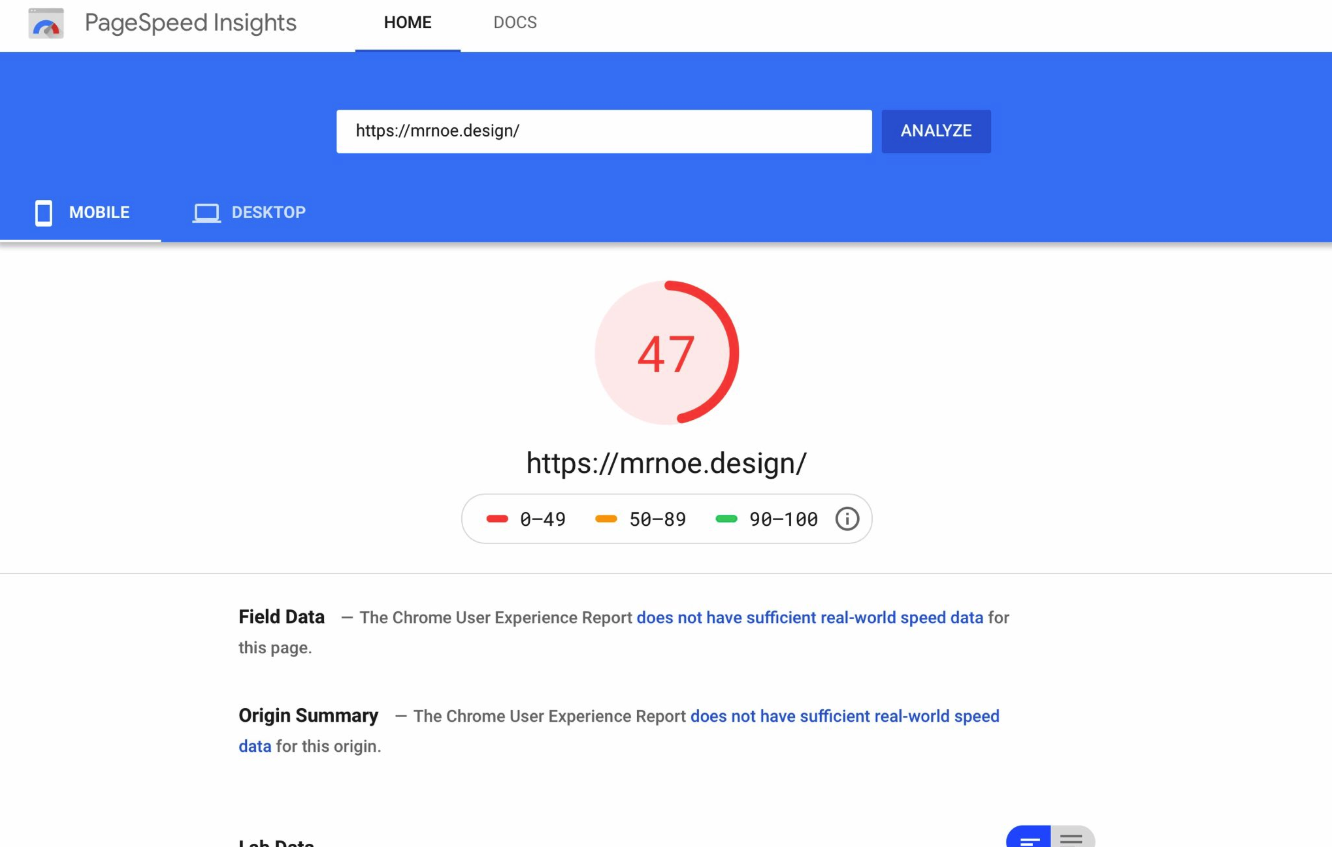 PageSpeed Insights
HOME
DOCS
https://mrnoe.design/
ANALYZE
MOBILE
DESKTOP
47
https://mrnoe.design/
0–49
50–89
90–100
Field Data — The Chrome User Experience Report does not have sufficient real-world speed data for
this page.
Origin Summary — The Chrome User Experience Report does not have sufficient real-world speed
data for this origin.
Lab Data